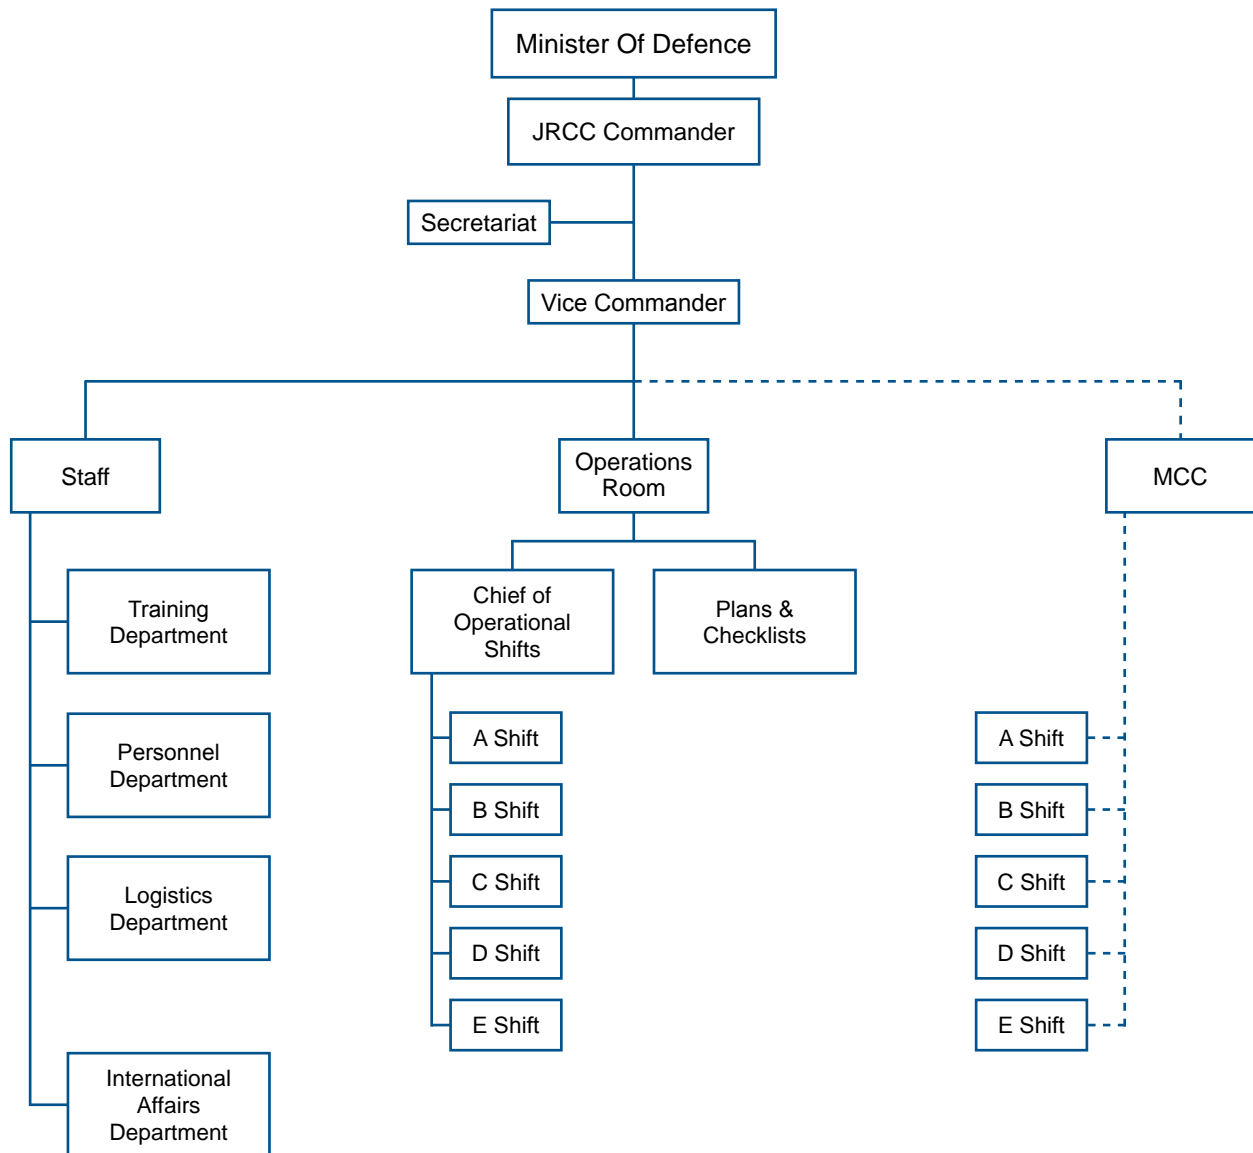 Minister Of Defence
JRCC Commander
Secretariat
Vice Commander
Staff
Operations
Room
MCC
Training
Department
Personnel
Department
Logistics
Department
International
Affairs
Department
Chief of
Operational
Shifts
Plans &
Checklists
A Shift
B Shift
C Shift
D Shift
E Shift
A Shift
B Shift
C Shift
D Shift
E Shift